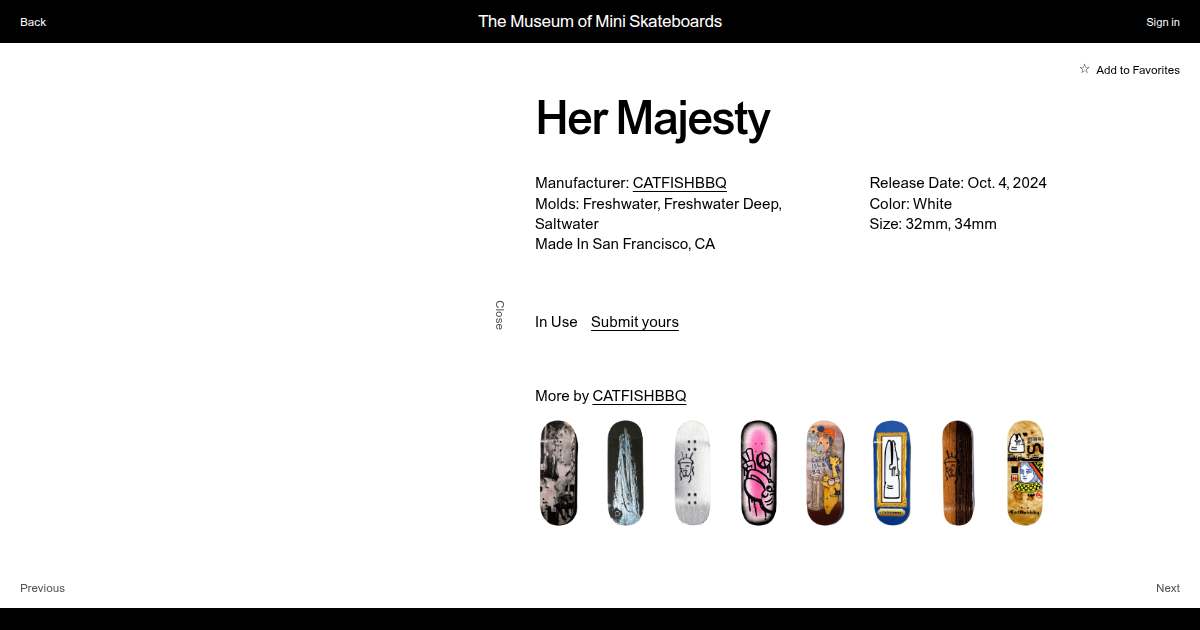 Back
The Museum of Mini Skateboards
Sign in
☆ Add to Favorites
Her Majesty
Manufacturer: CATFISHBBQ
Molds: Freshwater, Freshwater Deep,
Saltwater
Made In San Francisco, CA
Release Date: Oct. 4, 2024
Color: White
Size: 32mm, 34mm
Close
In Use Submit yours
More by CATFISHBBQ
Previous
Next